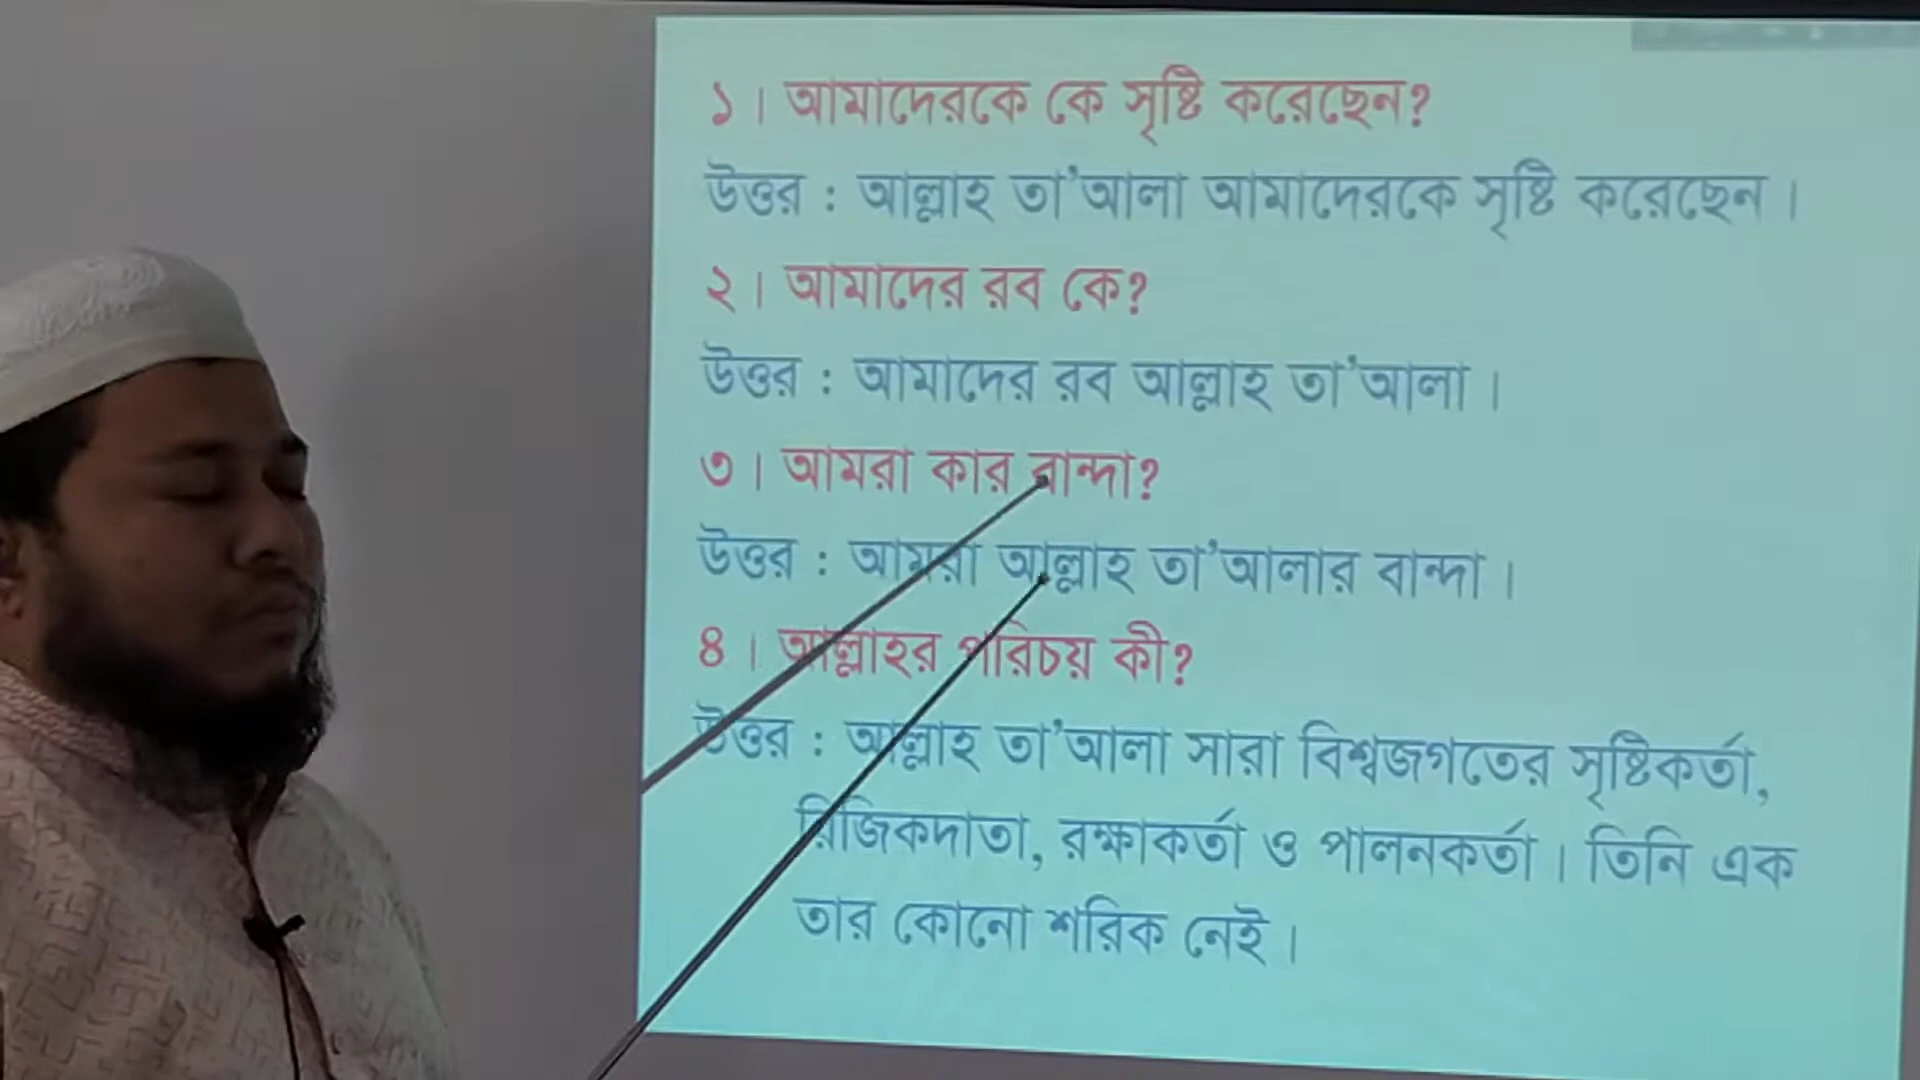 ১। আমাদেরকে কে সৃষ্টি করেছেন?
উত্তর : আল্লাহ তা'আলা আমাদেরকে সৃষ্টি করেছেন।
২। আমাদের রব কে?
উত্তর : আমাদের রব আল্লাহ তা'আলা।
৩। আমরা কার বান্দা?
উত্তর : আমরা আল্লাহ তা'আলার বান্দা।
৪। আল্লাহর পরিচয় কী?
উত্তর : আল্লাহ তা'আলা সারা বিশ্বজগতের সৃষ্টিকর্তা,
রিজিকদাতা, রক্ষাকর্তা ও পালনকর্তা। তিনি এক
তার কোনো শরিক নেই।